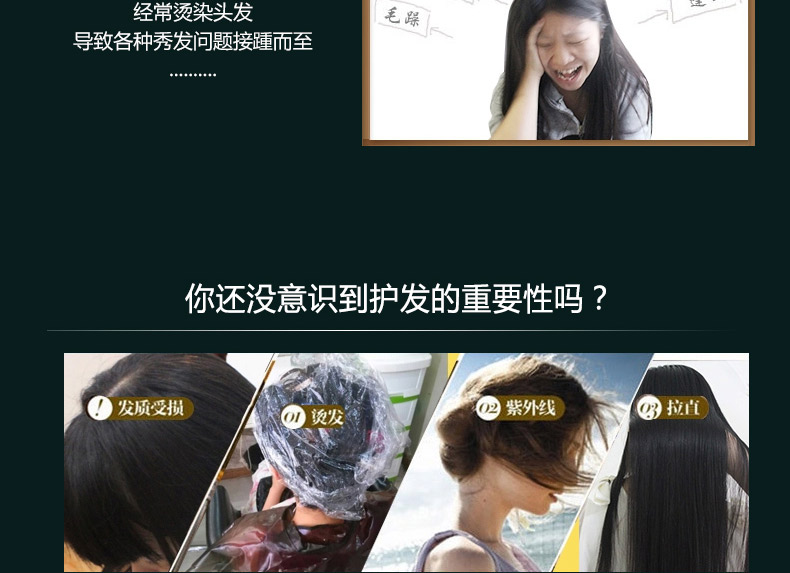 经常烫染头发
导致各种秀发问题接踵而至
..........
毛躁
你还没意识到护发的重要性吗？
! 发质受损
01 烫发
02 紫外线
03 拉直